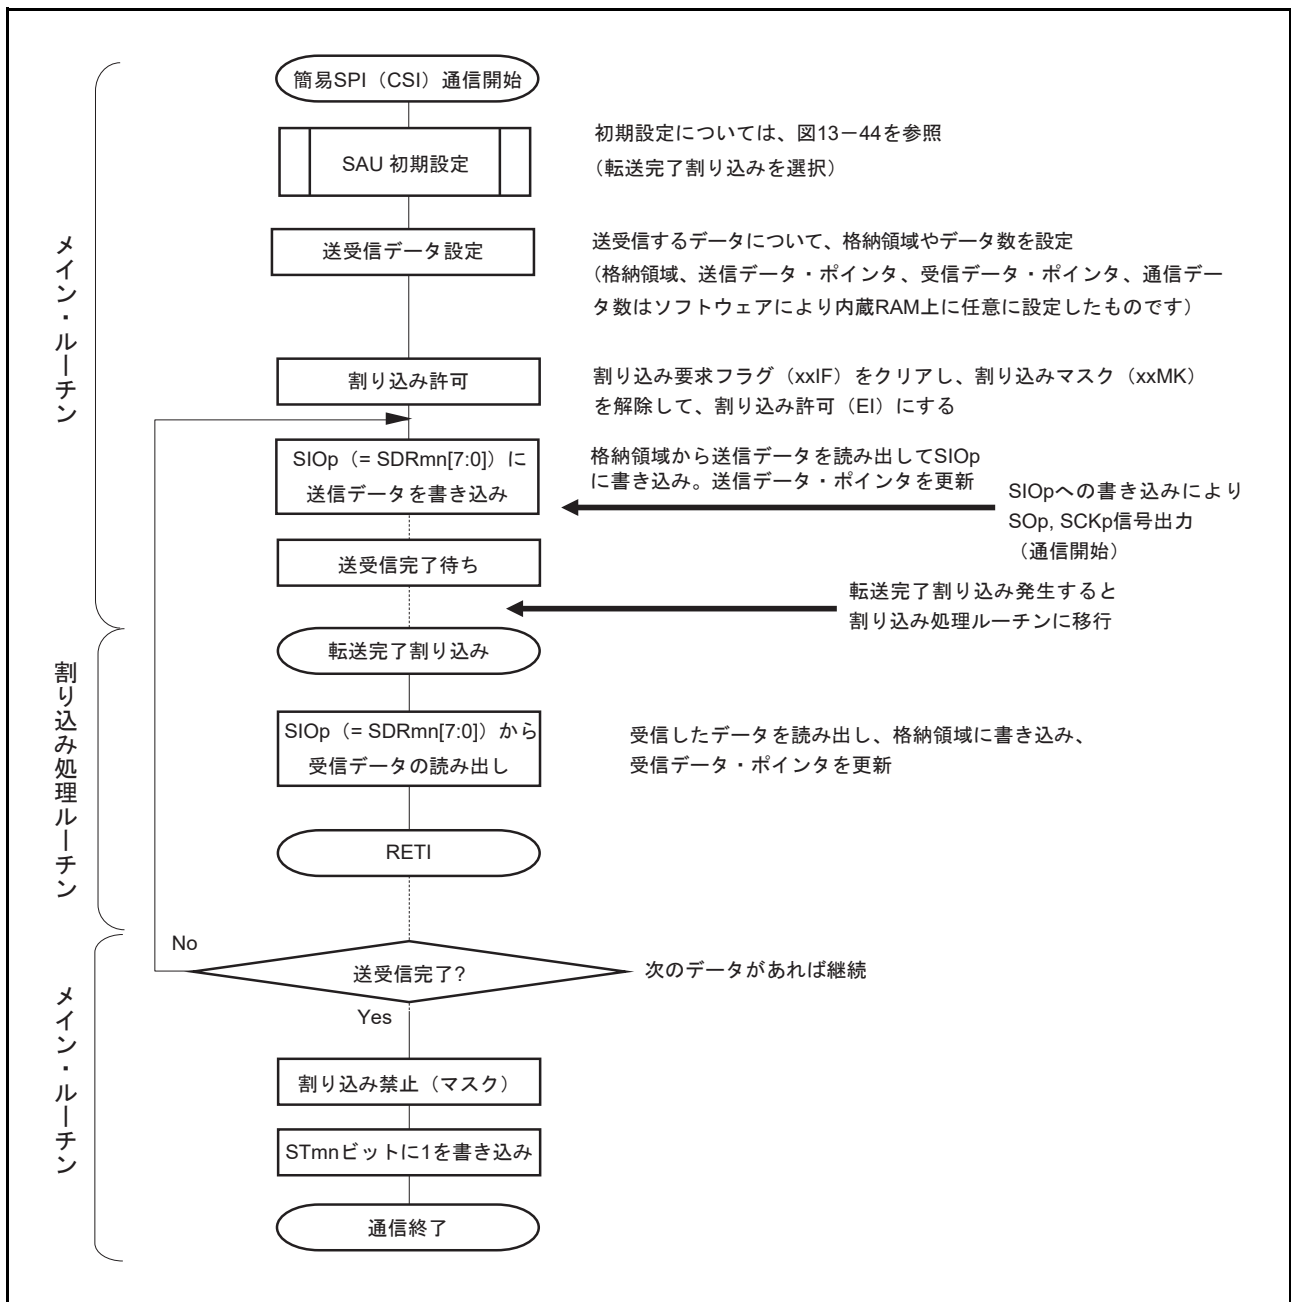 簡易SPI（CSI）通信開始
SAU 初期設定
初期設定については、図13－44を参照
（転送完了割り込みを選択）
送受信データ設定
送受信するデータについて、格納領域やデータ数を設定
（格納領域、送信データ・ポインタ、受信データ・ポインタ、通信デー
タ数はソフトウェアにより内蔵RAM上に任意に設定したものです）
メイン・ルーチン
割り込み許可
割り込み要求フラグ（xxIF）をクリアし、割り込みマスク（xxMK）
を解除して、割り込み許可（EI）にする
SIOp（= SDRmn[7:0]）に
送信データを書き込み
格納領域から送信データを読み出してSIOp
に書き込み。送信データ・ポインタを更新
SIOpへの書き込みにより
SOp, SCKp信号出力
（通信開始）
送受信完了待ち
転送完了割り込み発生すると
割り込み処理ルーチンに移行
転送完了割り込み
割り込み処理ルーチン
SIOp（= SDRmn[7:0]）から
受信データの読み出し
受信したデータを読み出し、格納領域に書き込み、
受信データ・ポインタを更新
RETI
No
送受信完了?
次のデータがあれば継続
Yes
メイン・ルーチン
割り込み禁止（マスク）
STmnビットに1を書き込み
通信終了